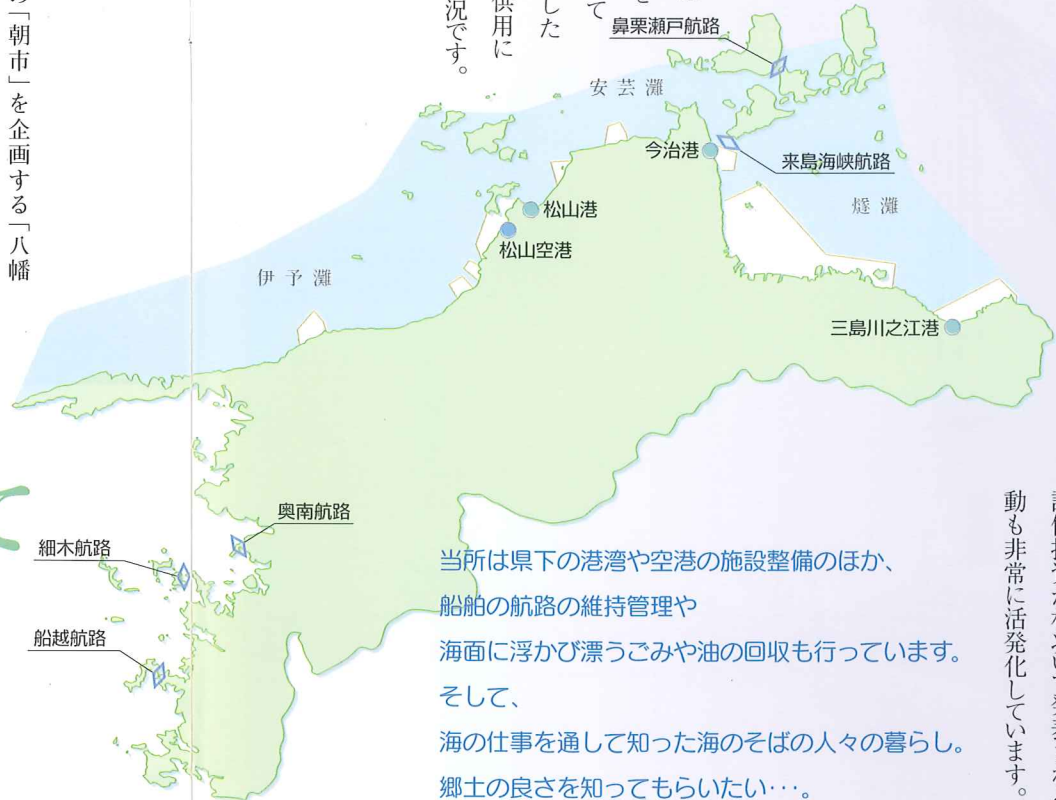 動も非常に活発化しています。
て
した
供用に
況です。
「朝市」を企画する「八幡
鼻栗瀬戸航路
安芸灘
今治港
来島海峡航路
燧灘
松山港
松山空港
伊予灘
三島川之江港
奥南航路
細木航路
船越航路
当所は県下の港湾や空港の施設整備のほか、
船舶の航路の維持管理や
海面に浮かび漂うごみや油の回収も行っています。
そして、
海の仕事を通して知った海のそばの人々の暮らし。
郷土の良さを知ってもらいたい･･･。